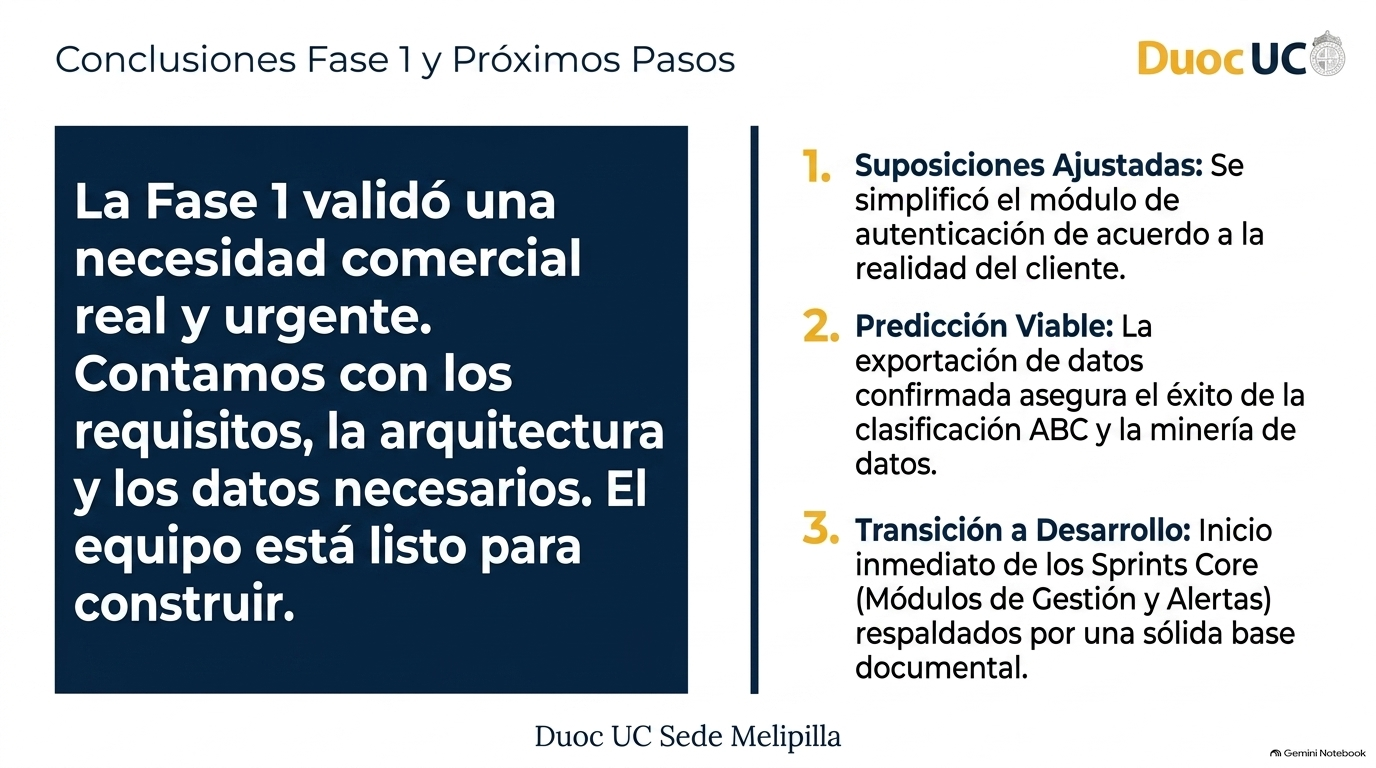 Conclusiones Fase 1 y Próximos Pasos
Duoc UC
La Fase 1 validó una
necesidad comercial
real y urgente.
Contamos con los
requisitos, la arquitectura
y los datos necesarios. El
equipo está listo para
construir.
1. Suposiciones Ajustadas: Se
simplificó el módulo de
autenticación de acuerdo a la
realidad del cliente.
2. Predicción Viable: La
exportación de datos
confirmada asegura el éxito de la
clasificación ABC y la minería de
datos.
3. Transición a Desarrollo: Inicio
inmediato de los Sprints Core
(Módulos de Gestión y Alertas)
respaldados por una sólida base
documental.
Duoc UC Sede Melipilla
Gemini Notebook